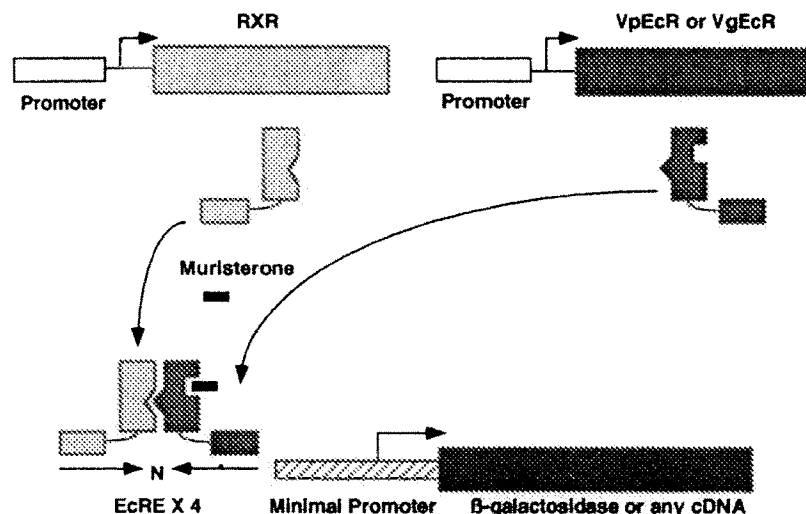 RXR
VpEcR or VgEcR
Promoter
Promoter
Muristerone
N
EcRE X 4
Minimal Promoter
β-galactosidase or any cDNA